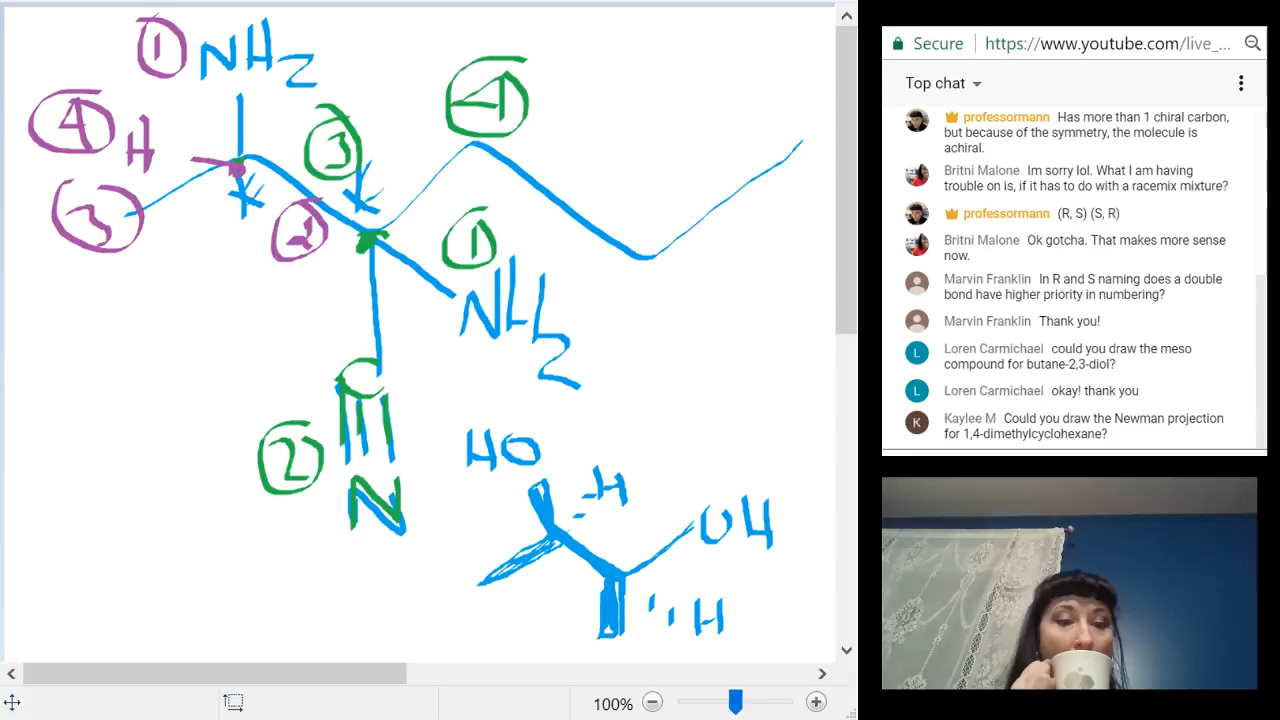 ① NH2
④ H
③
③
④
②
①
NH2
C
②
N
HO
H
OH
H
Secure
https://www.youtube.com/live_...
Top chat
professormann Has more than 1 chiral carbon,
but because of the symmetry, the molecule is
achiral.
Britni Malone Im sorry lol. What I am having
trouble on is, if it has to do with a racemix mixture?
professormann (R, S) (S, R)
Britni Malone Ok gotcha. That makes more sense
now.
Marvin Franklin In R and S naming does a double
bond have higher priority in numbering?
Marvin Franklin Thank you!
L Loren Carmichael could you draw the meso
compound for butane-2,3-diol?
L Loren Carmichael okay! thank you
K Kaylee M Could you draw the Newman projection
for 1,4-dimethylcyclohexane?
100%